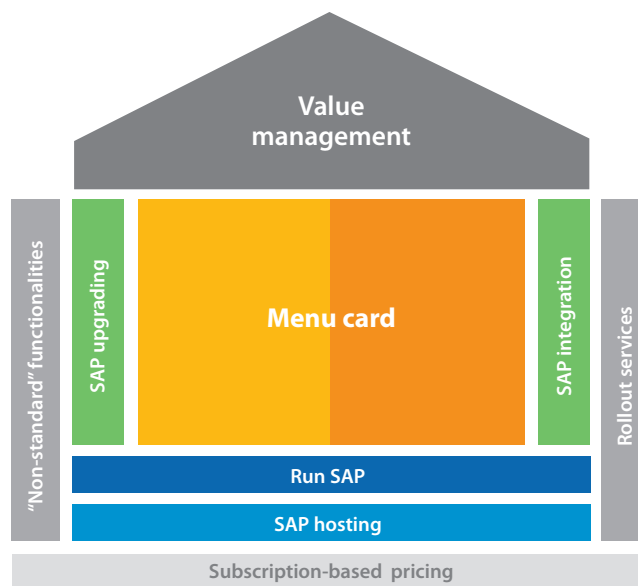 Value
management
“Non-standard” functionalities
SAP upgrading
Menu card
SAP integration
Rollout services
Run SAP
SAP hosting
Subscription-based pricing